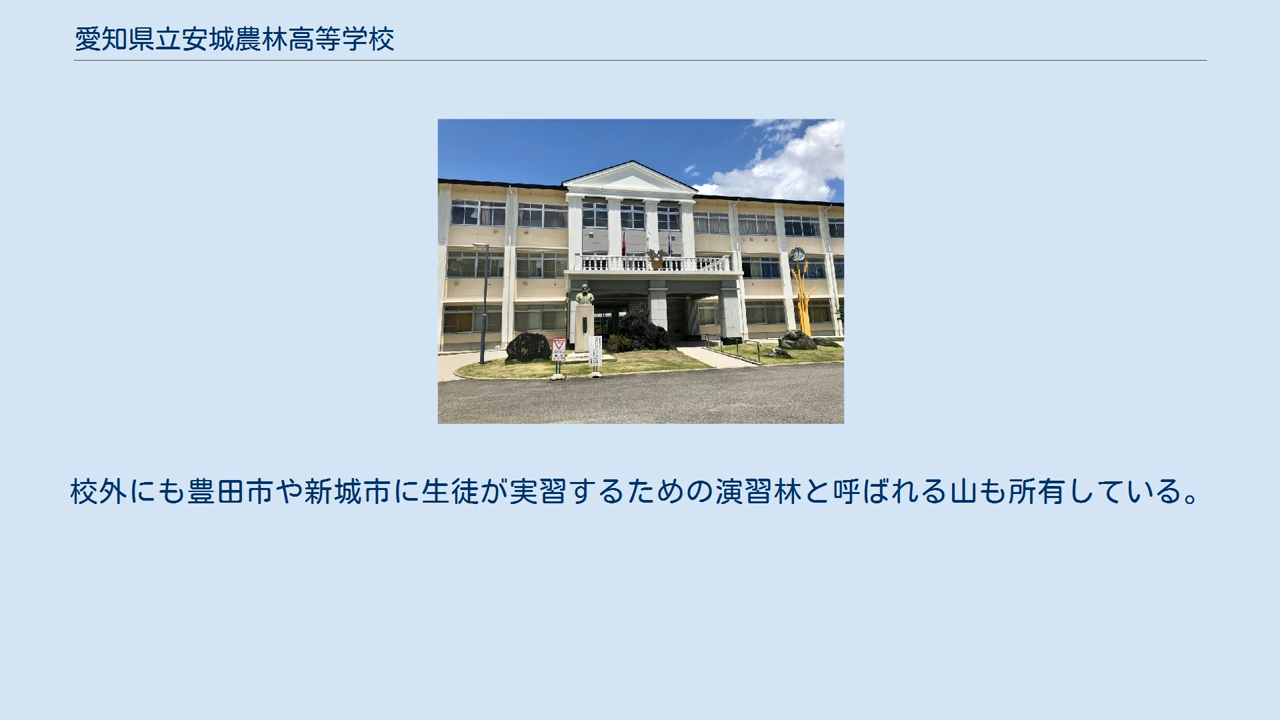 愛知県立安城農林高等学校
校外にも豊田市や新城市に生徒が実習するための演習林と呼ばれる山も所有している。